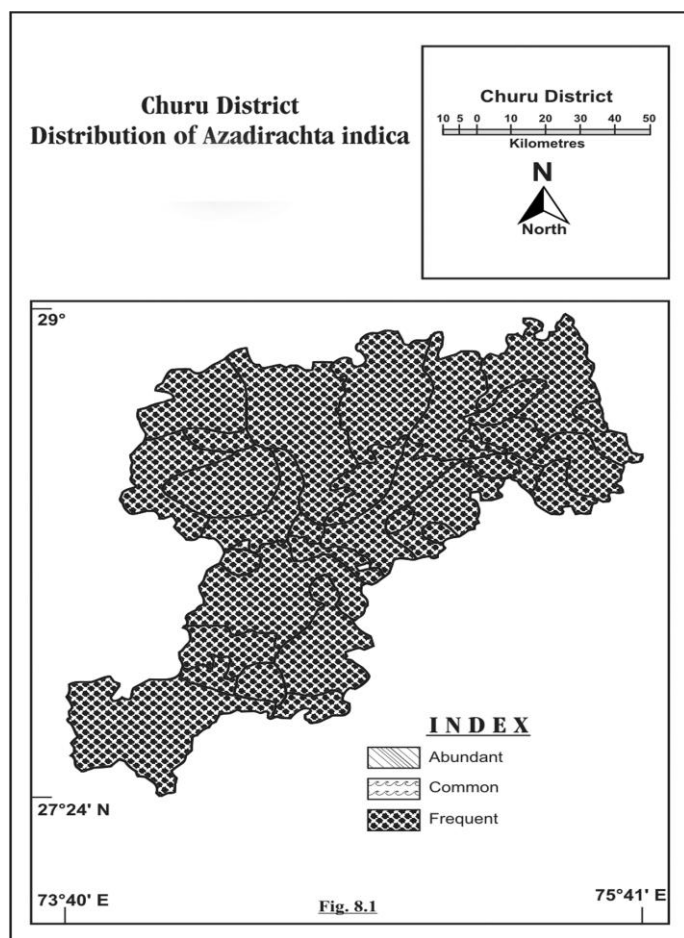 Churu District
Distribution of Azadirachta indica
Churu District
10 5 0 10 20 30 40 50
Kilometres
N
North
29°
INDEX
Abundant
Common
Frequent
27°24' N
73°40' E
Fig. 8.1
75°41' E